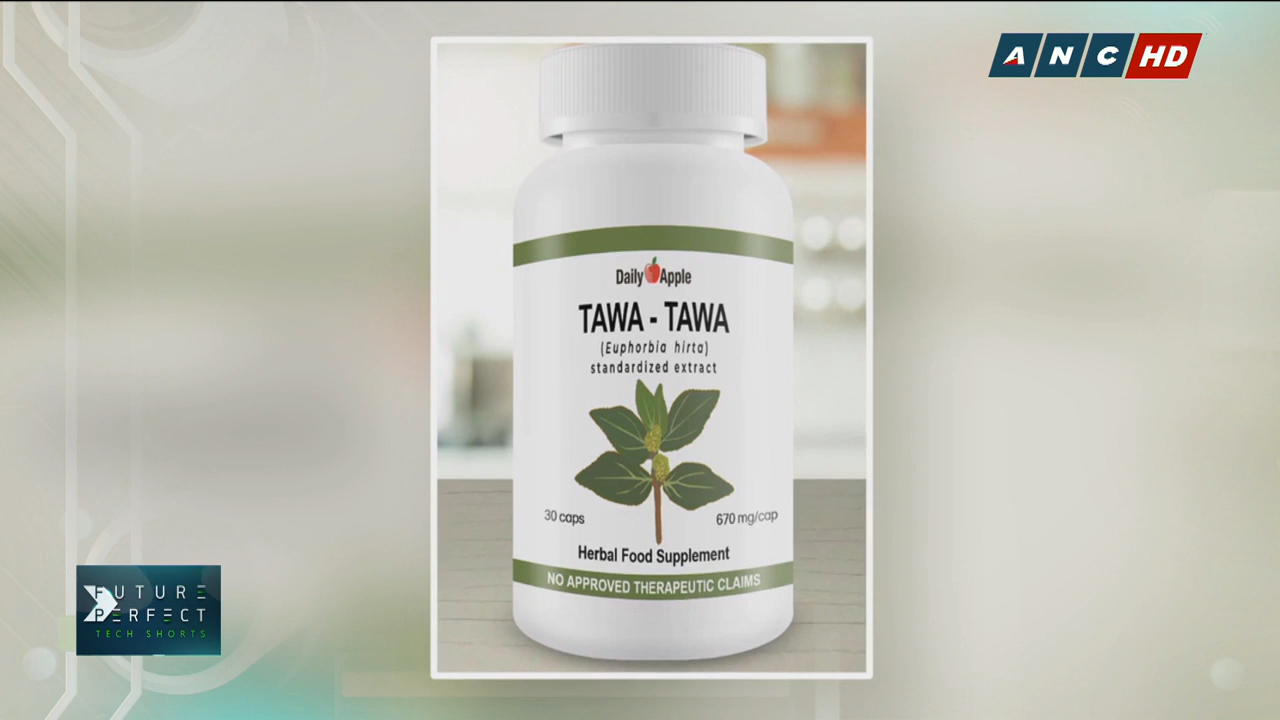 ANC HD
Daily Apple
TAWA - TAWA
(Euphorbia hirta)
standardized extract
30 caps
670 mg/cap
Herbal Food Supplement
NO APPROVED THERAPEUTIC CLAIMS
FUTURE
PERFECT
TECH SHORTS